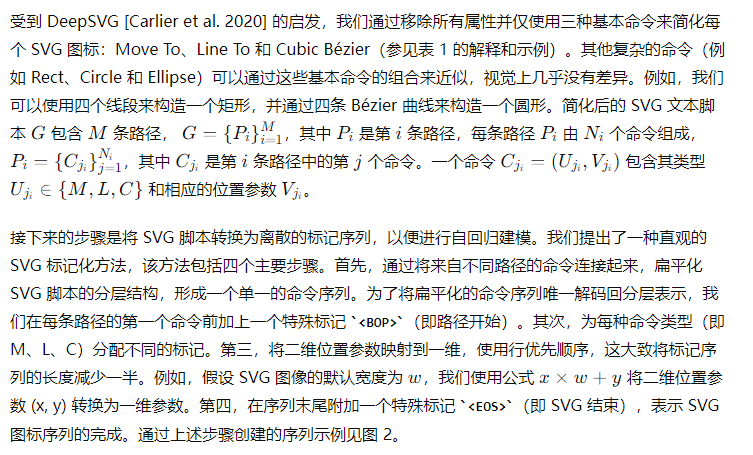 受到 DeepSVG [Carlier et al. 2020] 的启发，我们通过移除所有属性并仅使用三种基本命令来简化每
个 SVG 图标：Move To、Line To 和 Cubic Bézier（参见表 1 的解释和示例）。其他复杂的命令（例
如 Rect、Circle 和 Ellipse）可以通过这些基本命令的组合来近似，视觉上几乎没有差异。例如，我们
可以使用四个线段来构造一个矩形，并通过四条 Bézier 曲线来构造一个圆形。简化后的 SVG 文本脚
本 $G$ 包含 $M$ 条路径， $G = \{P_i\}_{i=1}^{M}$，其中 $P_i$ 是第 $i$ 条路径，每条路径 $P_i$ 由 $N_i$ 个命令组成，
$P_i = \{C_{j_i}\}_{j=1}^{N_i}$，其中 $C_{j_i}$ 是第 $i$ 条路径中的第 $j$ 个命令。一个命令 $C_{j_i} = (U_{j_i}, V_{j_i})$ 包含其类型
$U_{j_i} \in \{M, L, C\}$ 和相应的位置参数 $V_{j_i}$。
接下来的步骤是将 SVG 脚本转换为离散的标记序列，以便进行自回归建模。我们提出了一种直观的
SVG 标记化方法，该方法包括四个主要步骤。首先，通过将来自不同路径的命令连接起来，扁平化
SVG 脚本的分层结构，形成一个单一的命令序列。为了将扁平化的命令序列唯一解码回分层表示，我
们在每条路径的第一个命令前加上一个特殊标记 `<BOP>`（即路径开始）。其次，为每种命令类型（即
M、L、C）分配不同的标记。第三，将二维位置参数映射到一维，使用行优先顺序，这大致将标记序
列的长度减少一半。例如，假设 SVG 图像的默认宽度为 $w$，我们使用公式 $x \times w + y$ 将二维位置参
数 (x, y) 转换为一维参数。第四，在序列末尾附加一个特殊标记 `<EOS>`（即 SVG 结束），表示 SVG
图标序列的完成。通过上述步骤创建的序列示例见图 2。